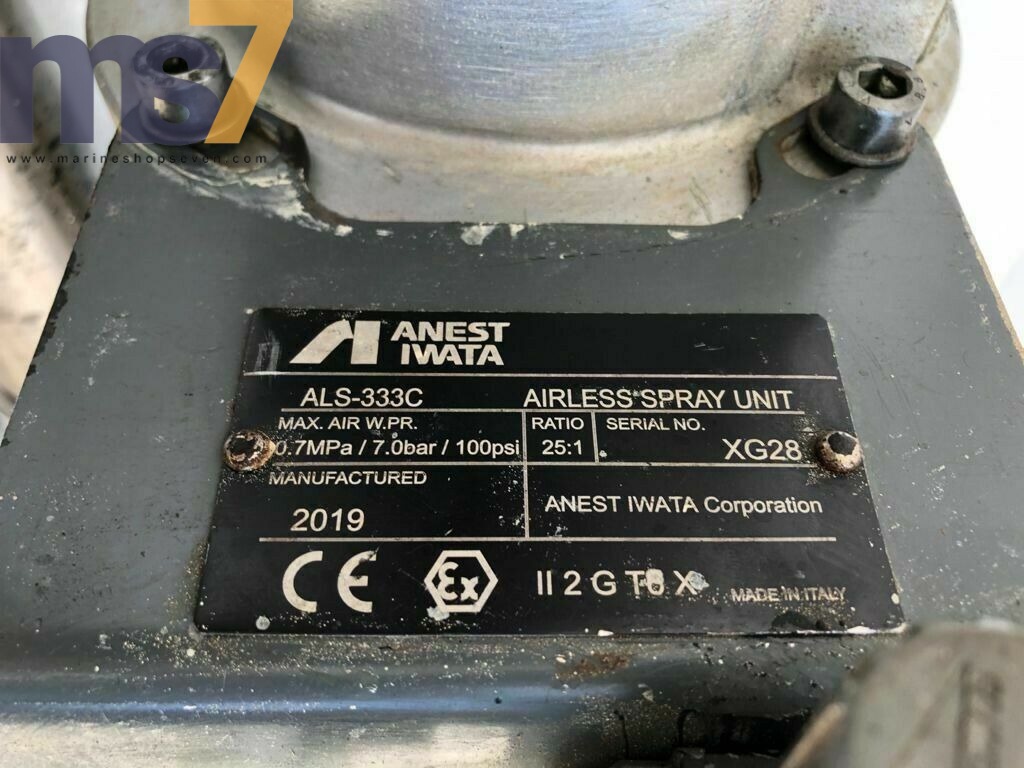 ms7
www.marineshopseven.com
ANEST
IWATA
ALS-333C AIRLESS SPRAY UNIT
MAX. AIR W.PR. RATIO SERIAL NO.
0.7MPa / 7.0bar / 100psi 25:1 XG28
MANUFACTURED
2019 ANEST IWATA Corporation
CE Ex II 2 G T6 X MADE IN ITALY